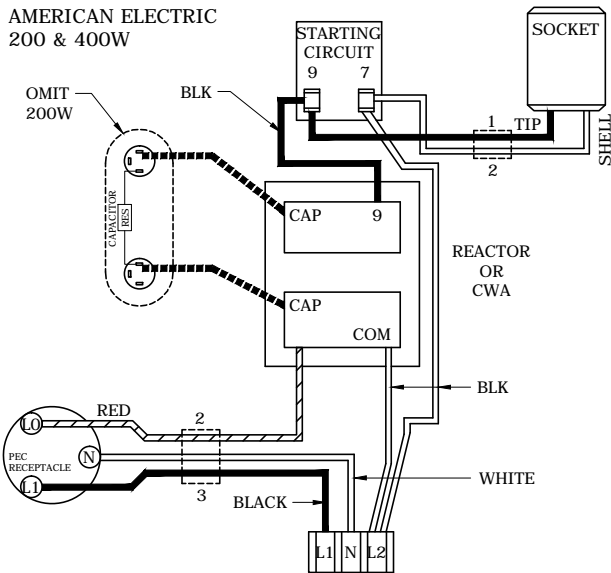 AMERICAN ELECTRIC
200 & 400W
STARTING
CIRCUIT
9 7
SOCKET
OMIT
200W
BLK
1
TIP
2
SHELL
CAPACITOR
RES
CAP 9
REACTOR
OR
CWA
CAP
COM
BLK
RED
2
LO
PEC
RECEPTACLE
N
L1
3
WHITE
BLACK
L1 N L2